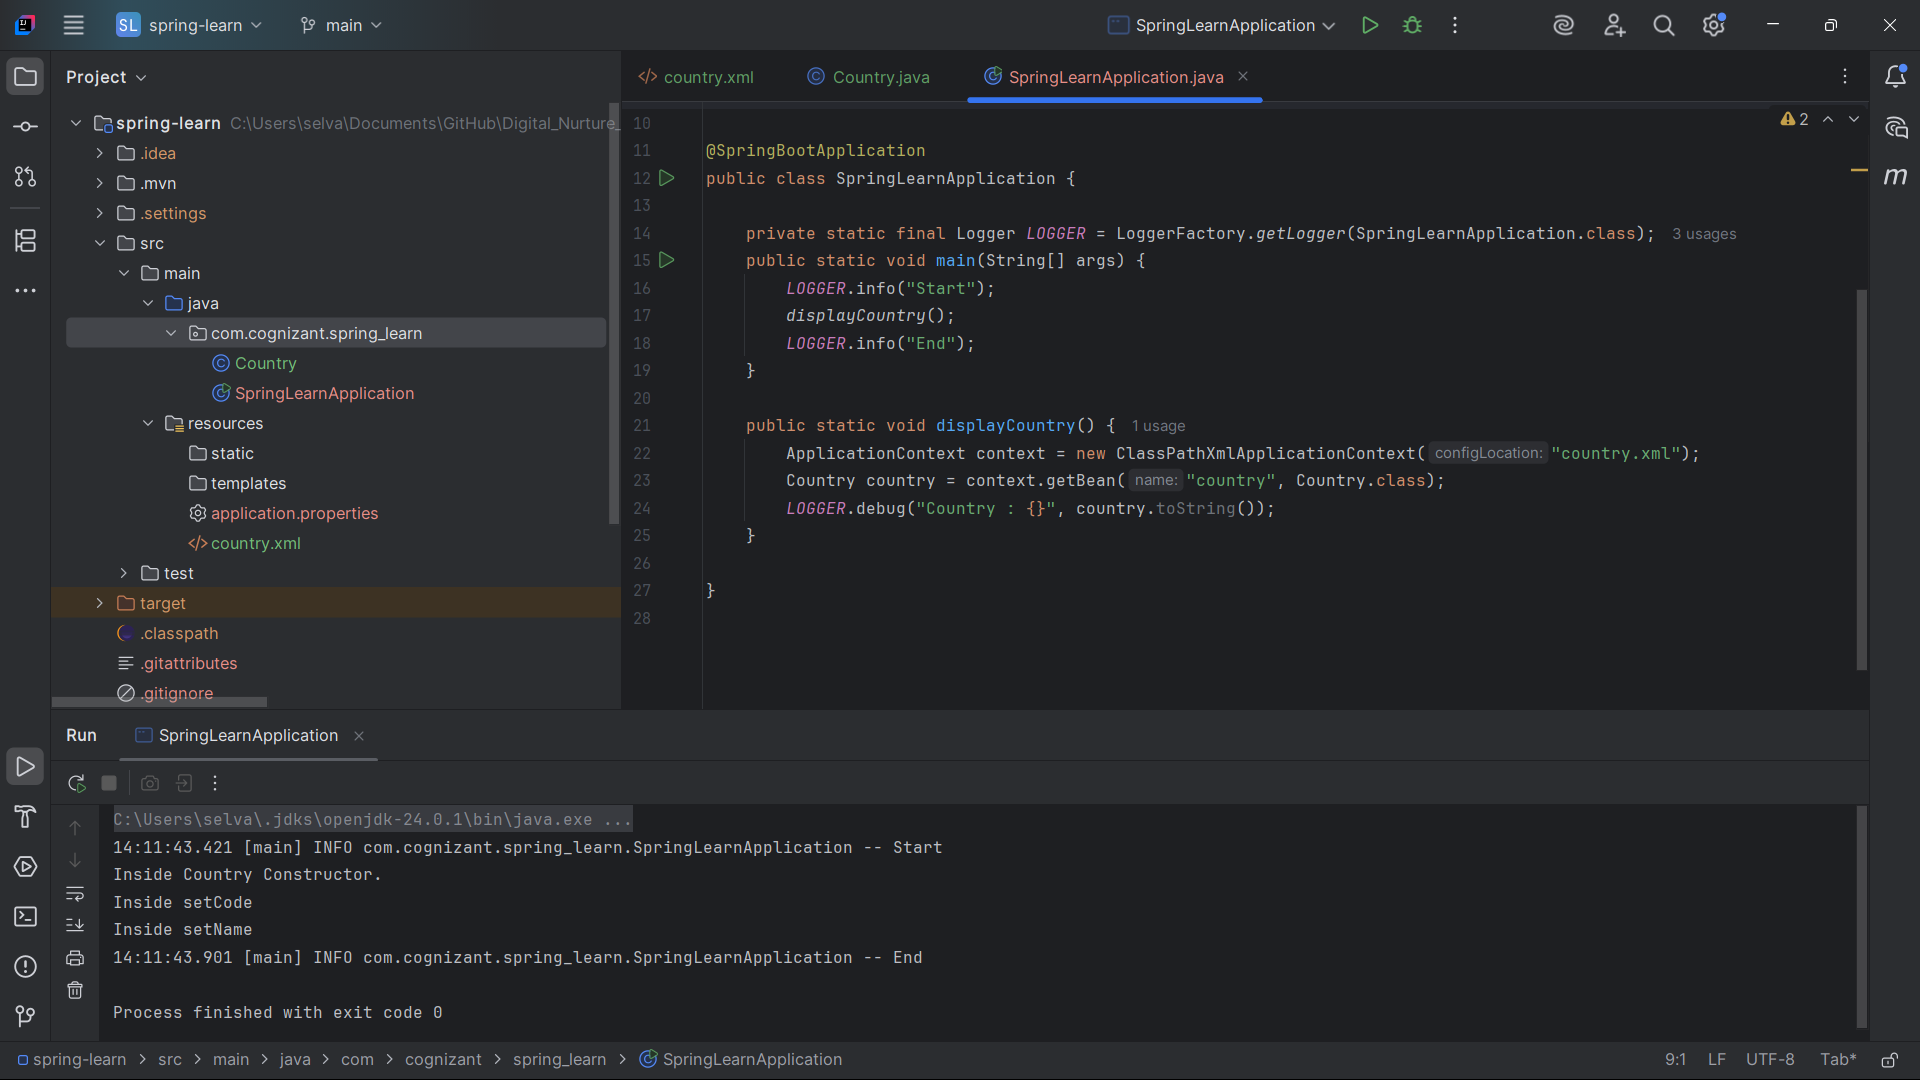 SL spring-learn main SpringLearnApplication
Project
spring-learn C:\Users\selva\Documents\GitHub\Digital_Nurture_
.idea
.mvn
.settings
src
main
java
com.cognizant.spring_learn
Country
SpringLearnApplication
resources
static
templates
application.properties
country.xml
test
target
.classpath
.gitattributes
.gitignore
country.xml Country.java SpringLearnApplication.java
2
10
11 @SpringBootApplication
12 public class SpringLearnApplication {
13
14 private static final Logger LOGGER = LoggerFactory.getLogger(SpringLearnApplication.class); 3 usages
15 public static void main(String[] args) {
16 LOGGER.info("Start");
17 displayCountry();
18 LOGGER.info("End");
19 }
20
21 public static void displayCountry() { 1 usage
22 ApplicationContext context = new ClassPathXmlApplicationContext( configLocation: "country.xml");
23 Country country = context.getBean( name: "country", Country.class);
24 LOGGER.debug("Country : {}", country.toString());
25 }
26
27 }
28
m
Run SpringLearnApplication
C:\Users\selva\.jdks\openjdk-24.0.1\bin\java.exe ...
14:11:43.421 [main] INFO com.cognizant.spring_learn.SpringLearnApplication -- Start
Inside Country Constructor.
Inside setCode
Inside setName
14:11:43.901 [main] INFO com.cognizant.spring_learn.SpringLearnApplication -- End
Process finished with exit code 0
spring-learn > src > main > java > com > cognizant > spring_learn > SpringLearnApplication 9:1 LF UTF-8 Tab*